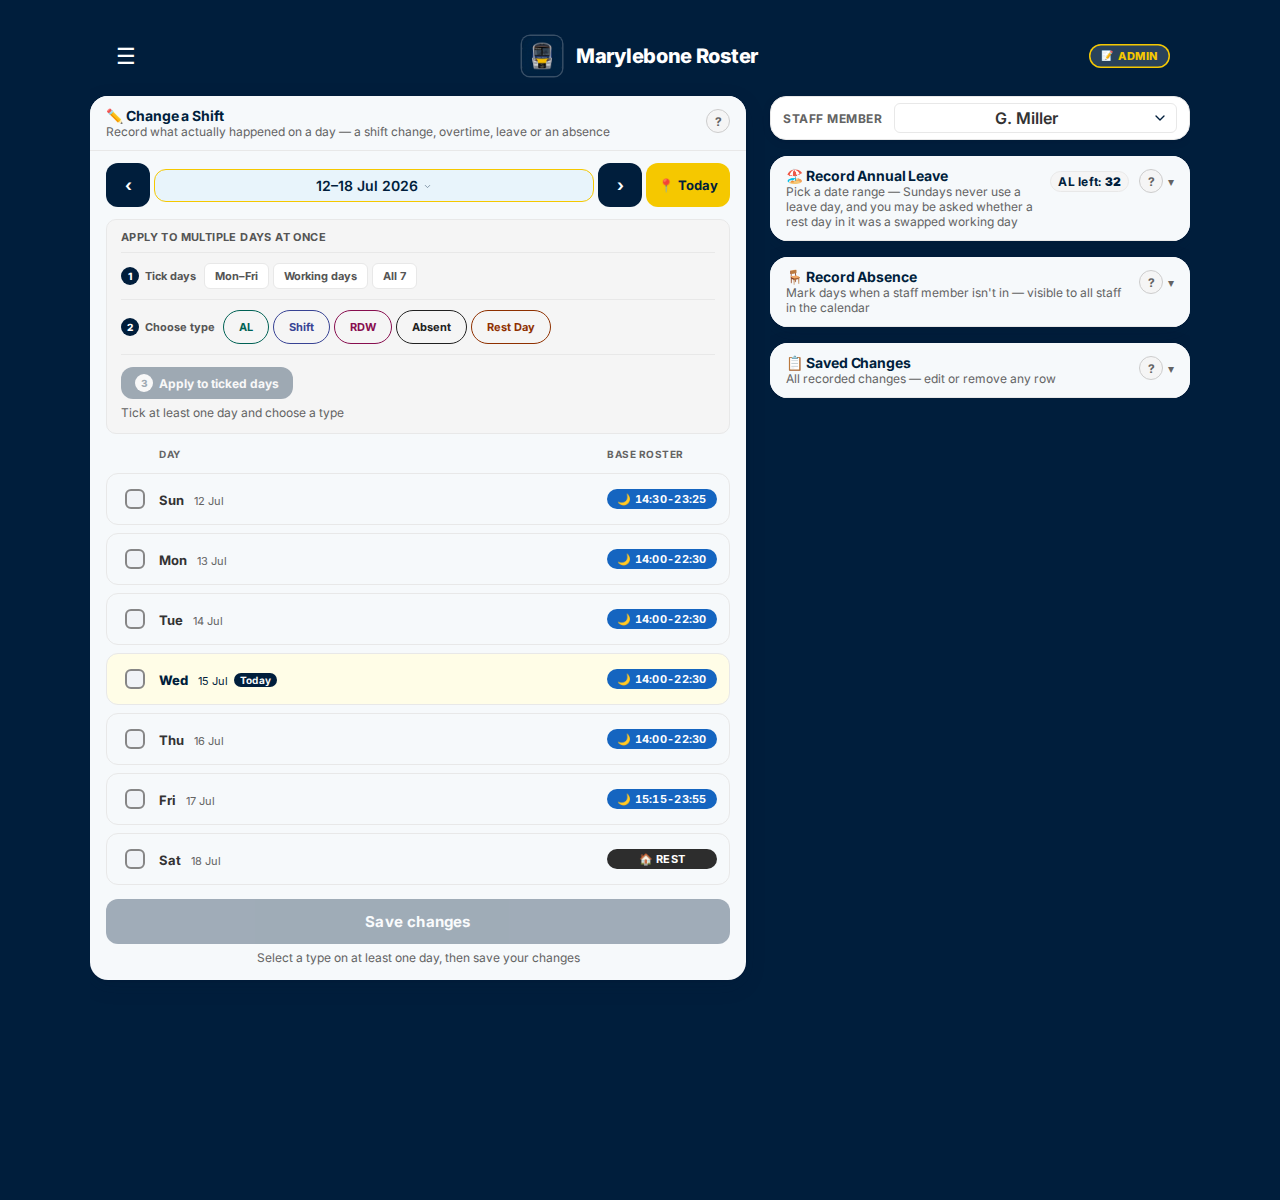 ☰
Marylebone Roster
📝 ADMIN
✏️ Change a Shift
Record what actually happened on a day — a shift change, overtime, leave or an absence
?
‹
12–18 Jul 2026
›
📍 Today
APPLY TO MULTIPLE DAYS AT ONCE
1 Tick days Mon–Fri Working days All 7
2 Choose type AL Shift RDW Absent Rest Day
3 Apply to ticked days
Tick at least one day and choose a type
DAY BASE ROSTER
Sun 12 Jul 🌙 14:30-23:25
Mon 13 Jul 🌙 14:00-22:30
Tue 14 Jul 🌙 14:00-22:30
Wed 15 Jul Today 🌙 14:00-22:30
Thu 16 Jul 🌙 14:00-22:30
Fri 17 Jul 🌙 15:15-23:55
Sat 18 Jul 🏠 REST
Save changes
Select a type on at least one day, then save your changes
STAFF MEMBER G. Miller
🏖️ Record Annual Leave
Pick a date range — Sundays never use a
leave day, and you may be asked whether a
rest day in it was a swapped working day
AL left: 32 ? ▾
🪑 Record Absence
Mark days when a staff member isn't in — visible to all staff
in the calendar
? ▾
📋 Saved Changes
All recorded changes — edit or remove any row
? ▾